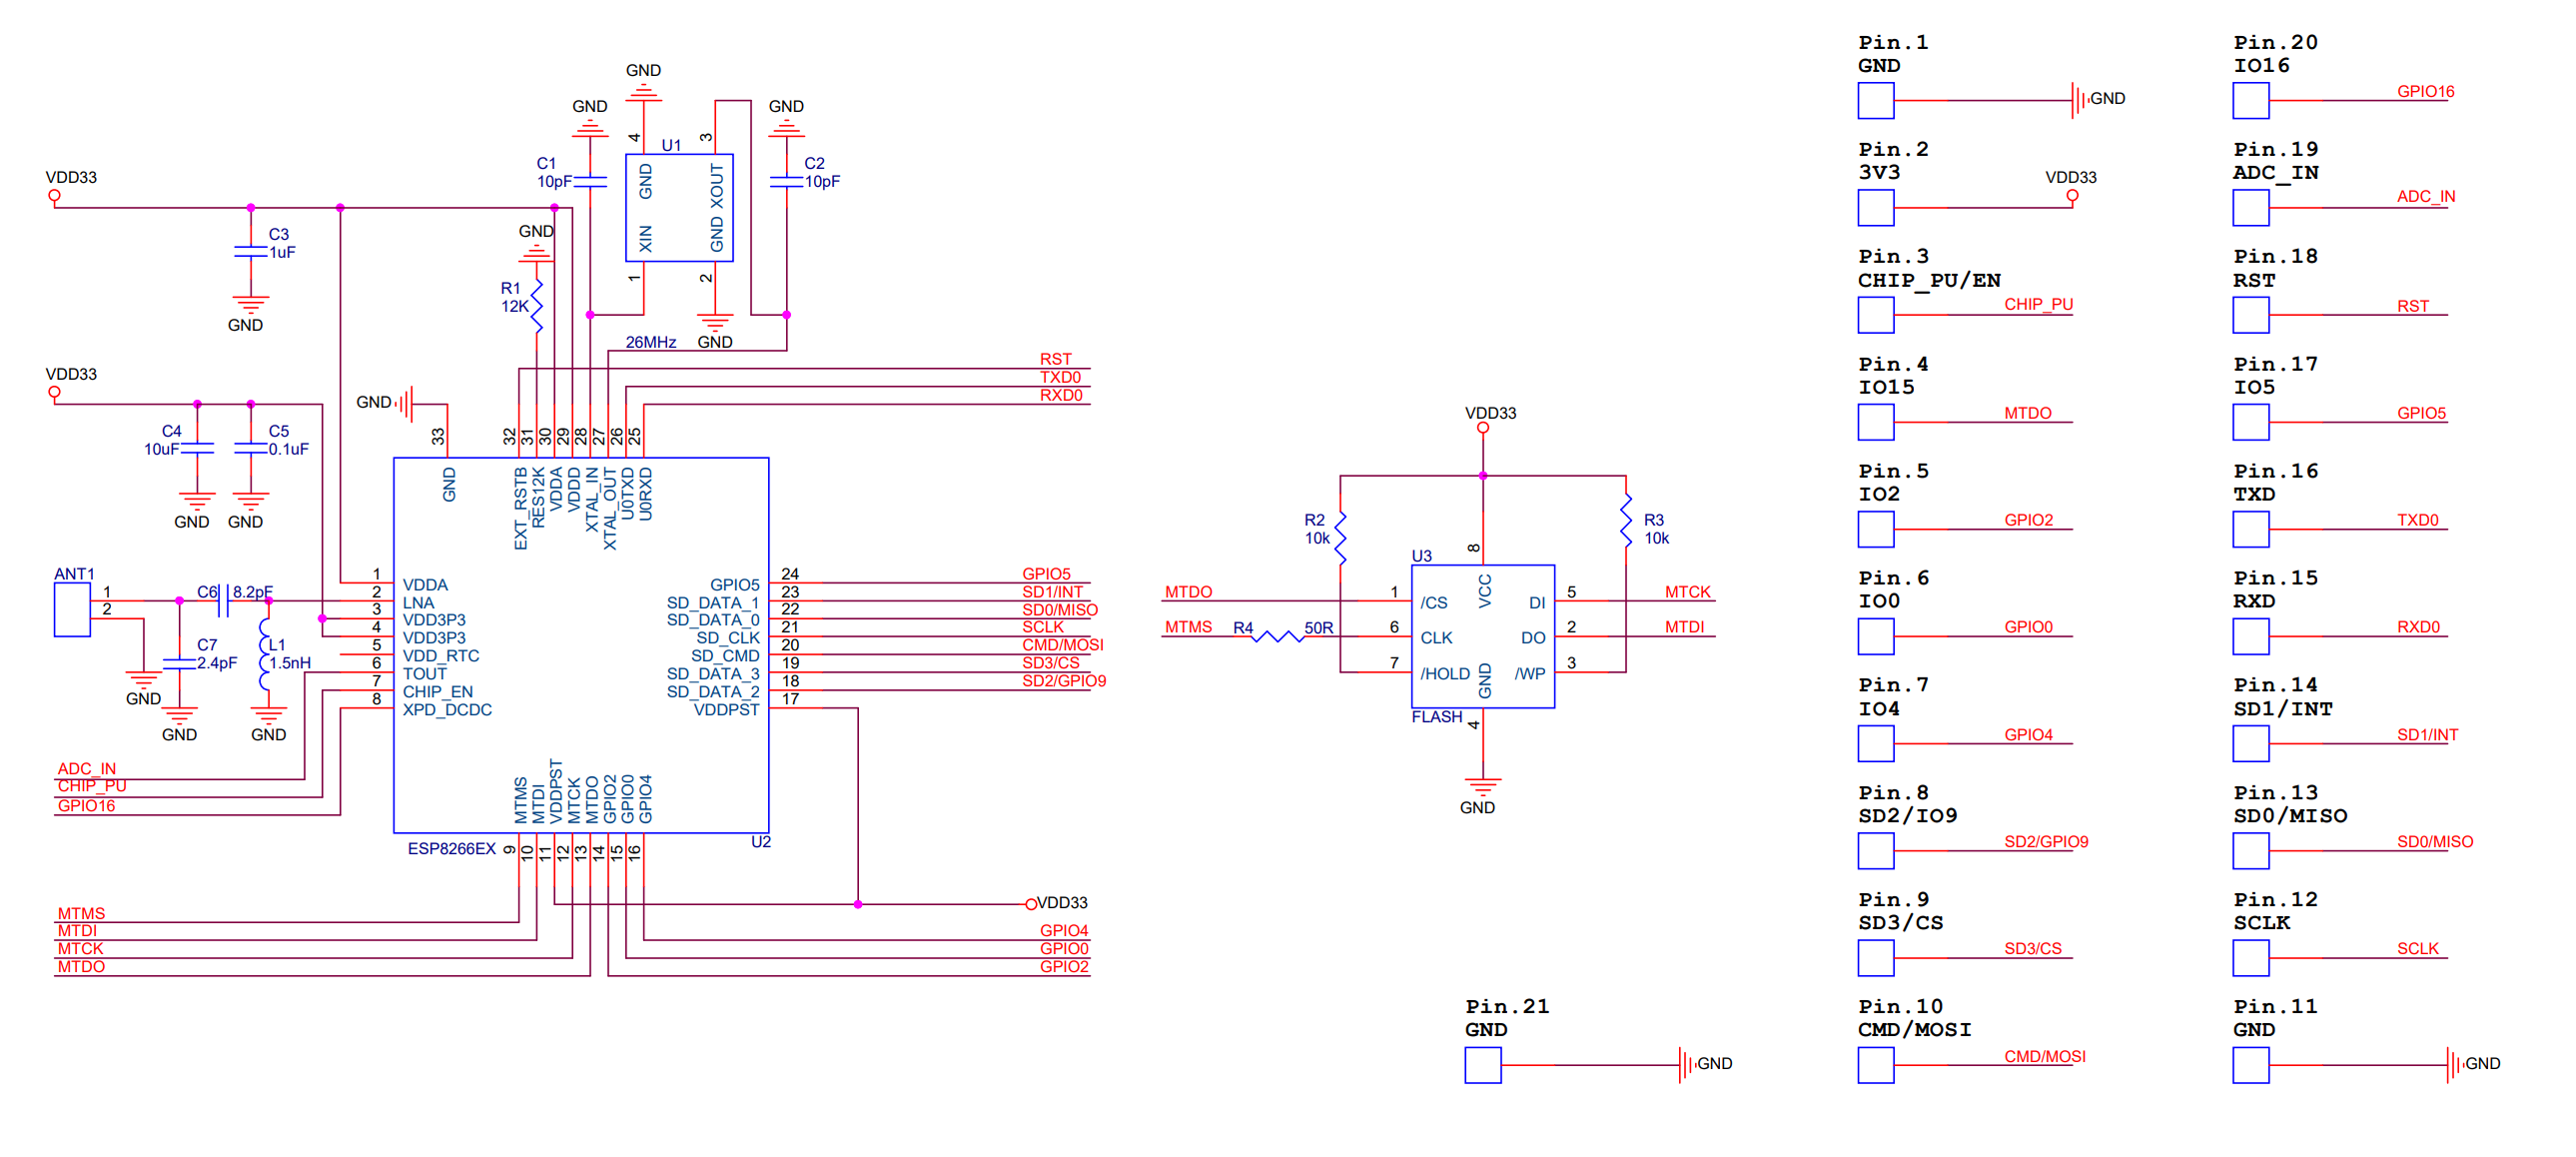 GND
GND
GND
4
3
U1
C1
10pF
GND
XOUT
C2
10pF
XIN
GND
1
2
26MHz
GND
VDD33
C3
1uF
GND
GND
R1
12K
RST
TXD0
RXD0
VDD33
C4
10uF
C5
0.1uF
GND
GND
GND
33
32
31
30
29
28
27
26
25
GND
EXT_RSTB
RES12K
VDDA
VDDD
XTAL_IN
XTAL_OUT
U0TXD
U0RXD
ANT1
1
2
C6
8.2pF
C7
2.4pF
L1
1.5nH
GND
GND
GND
1
VDDA
2
LNA
3
VDD3P3
4
VDD3P3
5
VDD_RTC
6
TOUT
7
CHIP_EN
8
XPD_DCDC
GPIO5
24
GPIO5
SD_DATA_1
23
SD1/INT
SD_DATA_0
22
SD0/MISO
SD_CLK
21
SCLK
SD_CMD
20
CMD/MOSI
SD_DATA_3
19
SD3/CS
SD_DATA_2
18
SD2/GPIO9
VDDPST
17
ADC_IN
CHIP_PU
GPIO16
MTMS
MTDI
VDDPST
MTCK
MTDO
GPIO2
GPIO0
GPIO4
ESP8266EX
U2
9
10
11
12
13
14
15
16
MTMS
MTDI
MTCK
MTDO
VDD33
GPIO4
GPIO0
GPIO2
VDD33
R2
10k
R3
10k
U3
8
VCC
MTDO
1
/CS
DI
5
MTCK
MTMS
R4
50R
6
CLK
DO
2
MTDI
7
/HOLD
GND
/WP
3
FLASH
4
GND
Pin.21
GND
GND
Pin.1
GND
GND
Pin.2
3V3
VDD33
Pin.3
CHIP_PU/EN
CHIP_PU
Pin.4
IO15
MTDO
Pin.5
IO2
GPIO2
Pin.6
IO0
GPIO0
Pin.7
IO4
GPIO4
Pin.8
SD2/IO9
SD2/GPIO9
Pin.9
SD3/CS
SD3/CS
Pin.10
CMD/MOSI
CMD/MOSI
Pin.20
IO16
GPIO16
Pin.19
ADC_IN
ADC_IN
Pin.18
RST
RST
Pin.17
IO5
GPIO5
Pin.16
TXD
TXD0
Pin.15
RXD
RXD0
Pin.14
SD1/INT
SD1/INT
Pin.13
SD0/MISO
SD0/MISO
Pin.12
SCLK
SCLK
Pin.11
GND
GND